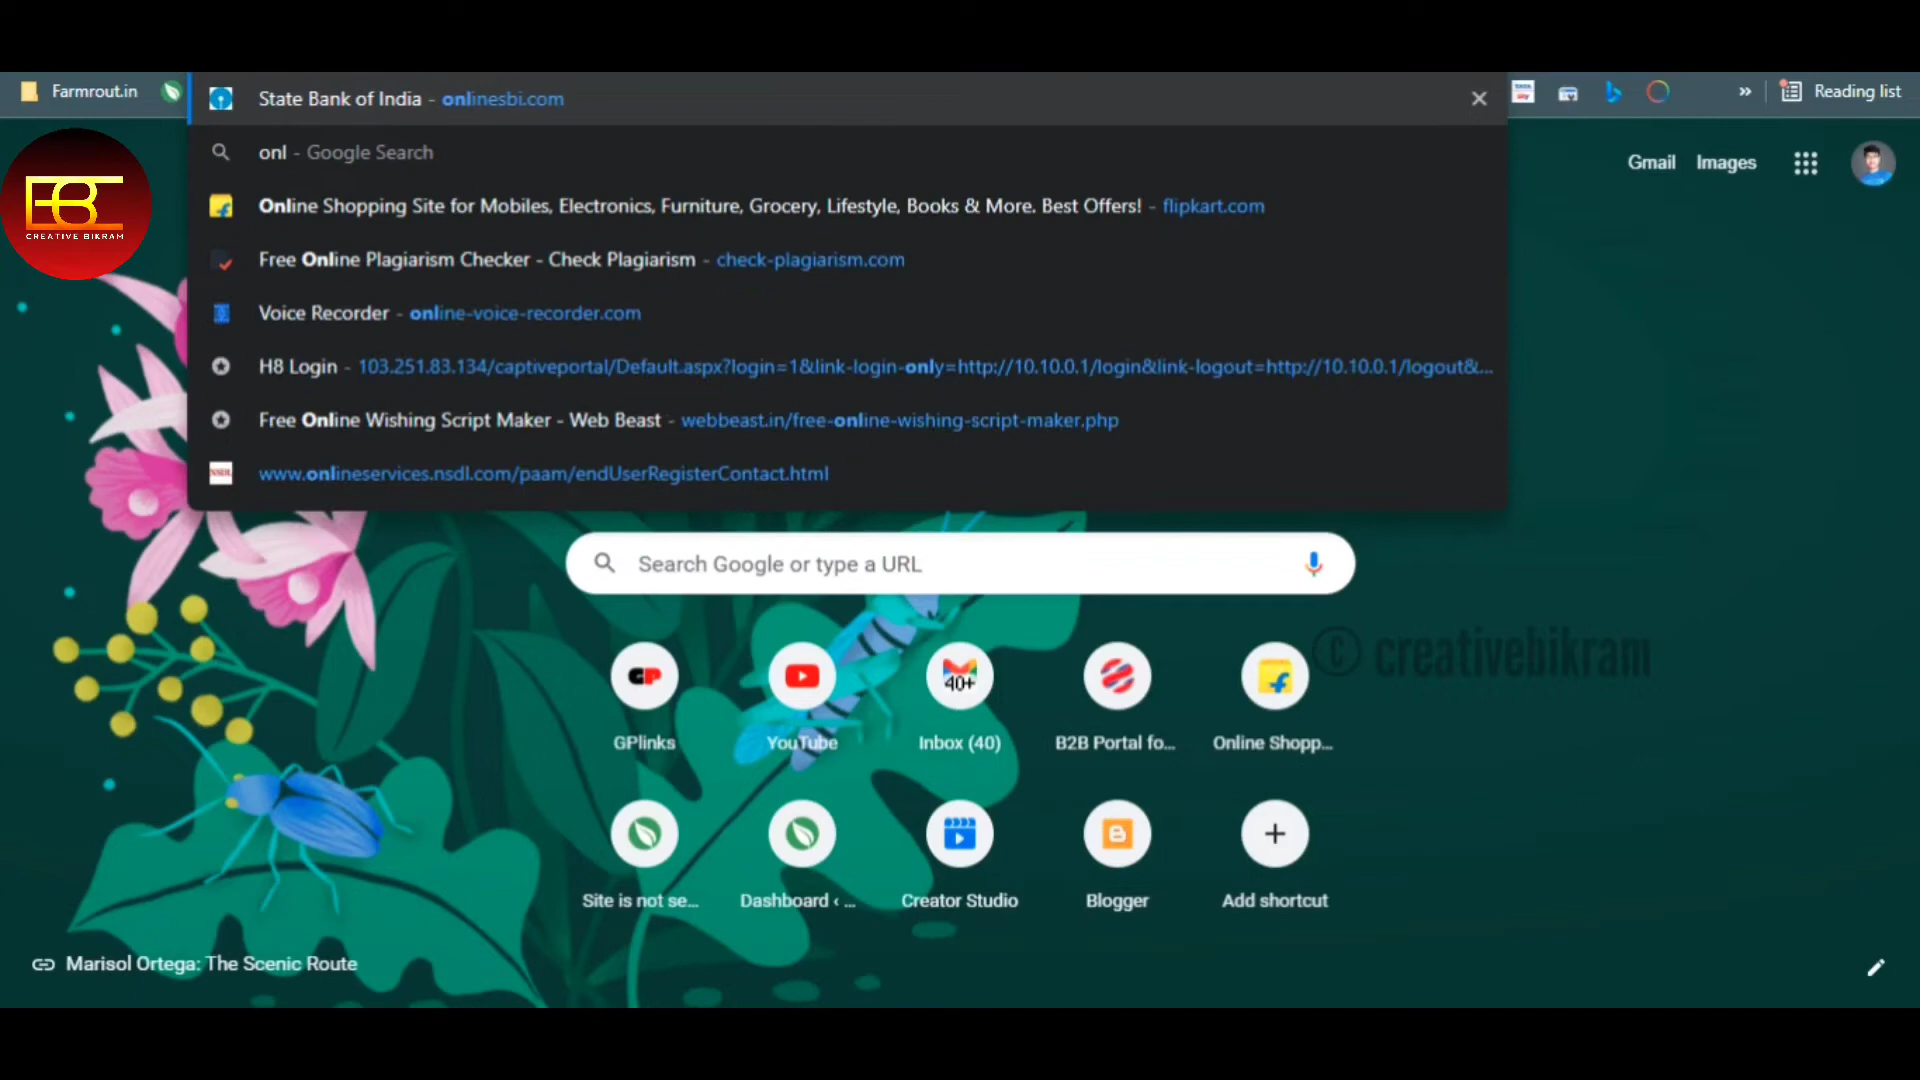 Farmrout.in
State Bank of India - onlinesbi.com
Reading list
CREATIVE BIKRAM
onl - Google Search
Gmail Images
Online Shopping Site for Mobiles, Electronics, Furniture, Grocery, Lifestyle, Books & More. Best Offers! - flipkart.com
Free Online Plagiarism Checker - Check Plagiarism - check-plagiarism.com
Voice Recorder - online-voice-recorder.com
H8 Login - 103.251.83.134/captiveportal/Default.aspx?login=1&link-login-only=http://10.10.0.1/login&link-logout=http://10.10.0.1/logout&...
Free Online Wishing Script Maker - Web Beast - webbeast.in/free-online-wishing-script-maker.php
NSDL www.onlineservices.nsdl.com/paam/endUserRegisterContact.html
Search Google or type a URL
© creativebikram
GP
40+
GPlinks YouTube Inbox (40) B2B Portal fo... Online Shopp...
Site is not se... Dashboard ‹ ... Creator Studio Blogger Add shortcut
Marisol Ortega: The Scenic Route